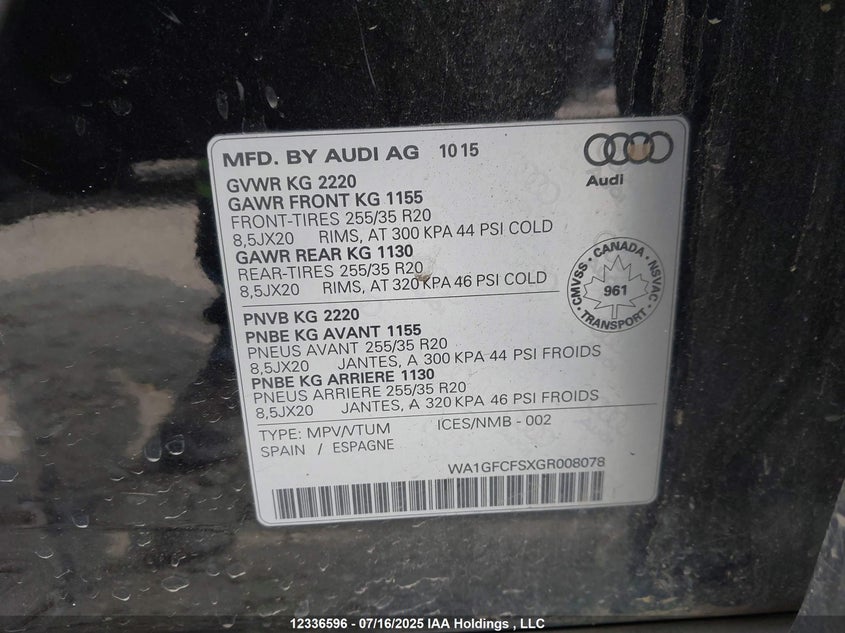 MFD. BY AUDI AG 10 15
Audi
GVWR KG 2220
GAWR FRONT KG 1155
FRONT-TIRES 255/35 R20
8,5JX20 RIMS, AT 300 KPA 44 PSI COLD
GAWR REAR KG 1130
REAR-TIRES 255/35 R20
8,5JX20 RIMS, AT 320 KPA 46 PSI COLD
CMVSS - CANADA - NSVAC
961
TRANSPORT
PNVB KG 2220
PNBE KG AVANT 1155
PNEUS AVANT 255/35 R20
8,5JX20 JANTES, A 300 KPA 44 PSI FROIDS
PNBE KG ARRIERE 1130
PNEUS ARRIERE 255/35 R20
8,5JX20 JANTES, A 320 KPA 46 PSI FROIDS
TYPE: MPV/VTUM ICES/NMB - 002
SPAIN / ESPAGNE
WA1GFCFSXGR008078
12336596 - 07/16/2025 IAA Holdings , LLC